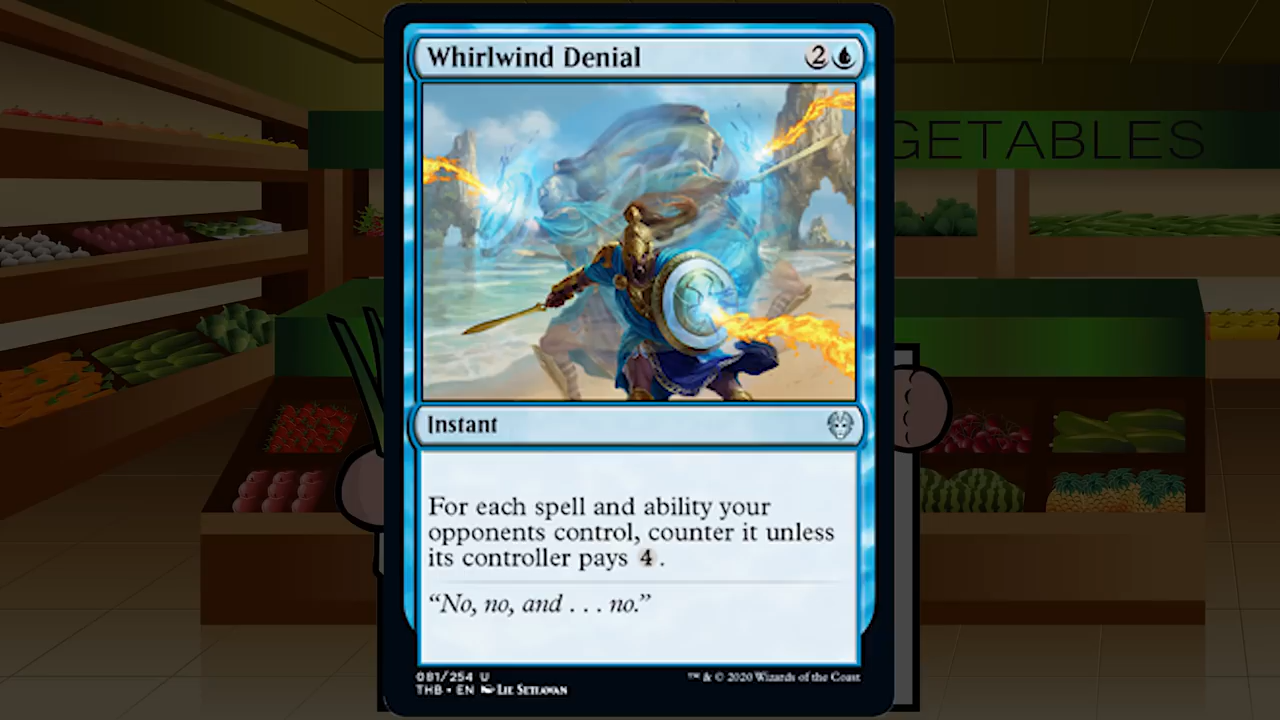 Whirlwind Denial 2
GETABLES
Instant
For each spell and ability your
opponents control, counter it unless
its controller pays 4.
“No, no, and . . . no.”
081/254 U
™ & © 2020 Wizards of the Coast
THB • EN Lie Setiawan